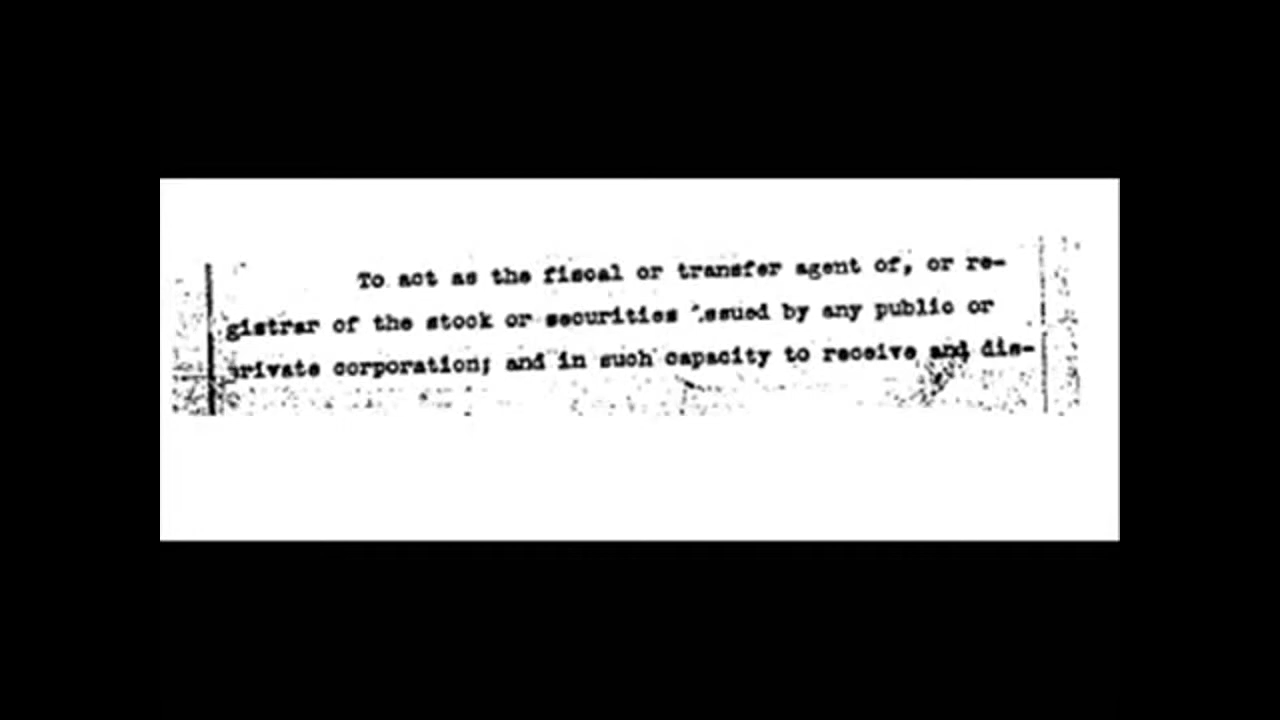 To act as the fiscal or transfer agent of, or re-
gistrar of the stock or securities issued by any public or
private corporation; and in such capacity to receive and dis-